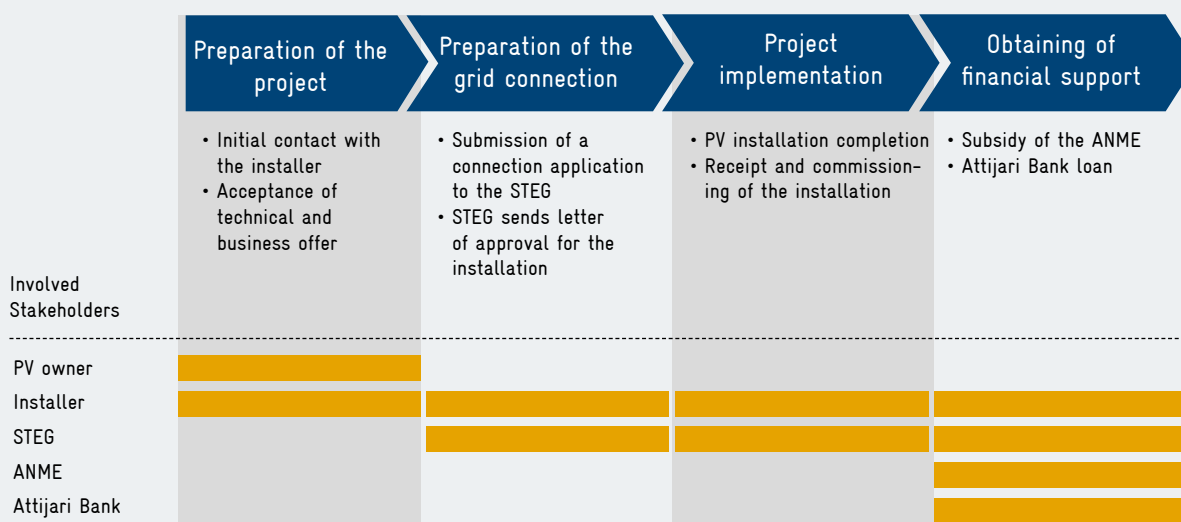 Preparation of the
project
Preparation of the
grid connection
Project
implementation
Obtaining of
financial support
• Initial contact with
the installer
• Acceptance of
technical and
business offer
• Submission of a
connection application
to the STEG
• STEG sends letter
of approval for the
installation
• PV installation completion
• Receipt and commission-
ing of the installation
• Subsidy of the ANME
• Attijari Bank loan
Involved
Stakeholders
PV owner
Installer
STEG
ANME
Attijari Bank